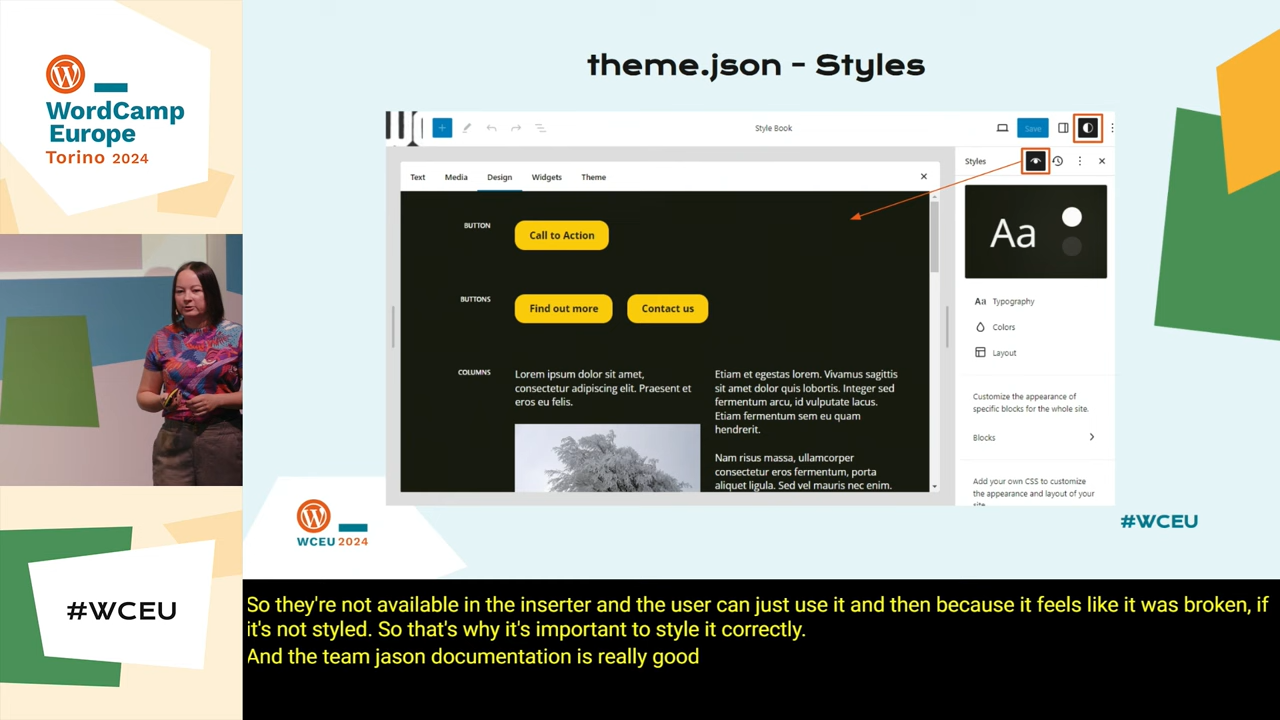 WordCamp
Europe
Torino 2024
#WCEU
theme.json - Styles
Style Book
Save
Text Media Design Widgets Theme
BUTTON
Call to Action
BUTTONS
Find out more Contact us
COLUMNS
Lorem ipsum dolor sit amet,
consectetur adipiscing elit. Praesent et
eros eu felis.
Etiam et egestas lorem. Vivamus sagittis
sit amet dolor quis lobortis. Integer sed
fermentum arcu, id vulputate lacus.
Etiam fermentum sem eu quam
hendrerit.
Nam risus massa, ullamcorper
consectetur eros fermentum, porta
aliquet ligula. Sed vel mauris nec enim.
Styles
Aa
Aa Typography
Colors
Layout
Customize the appearance of
specific blocks for the whole site.
Blocks
Add your own CSS to customize
the appearance and layout of your
site.
WCEU 2024
#WCEU
So they're not available in the inserter and the user can just use it and then because it feels like it was broken, if
it's not styled. So that's why it's important to style it correctly.
And the team jason documentation is really good